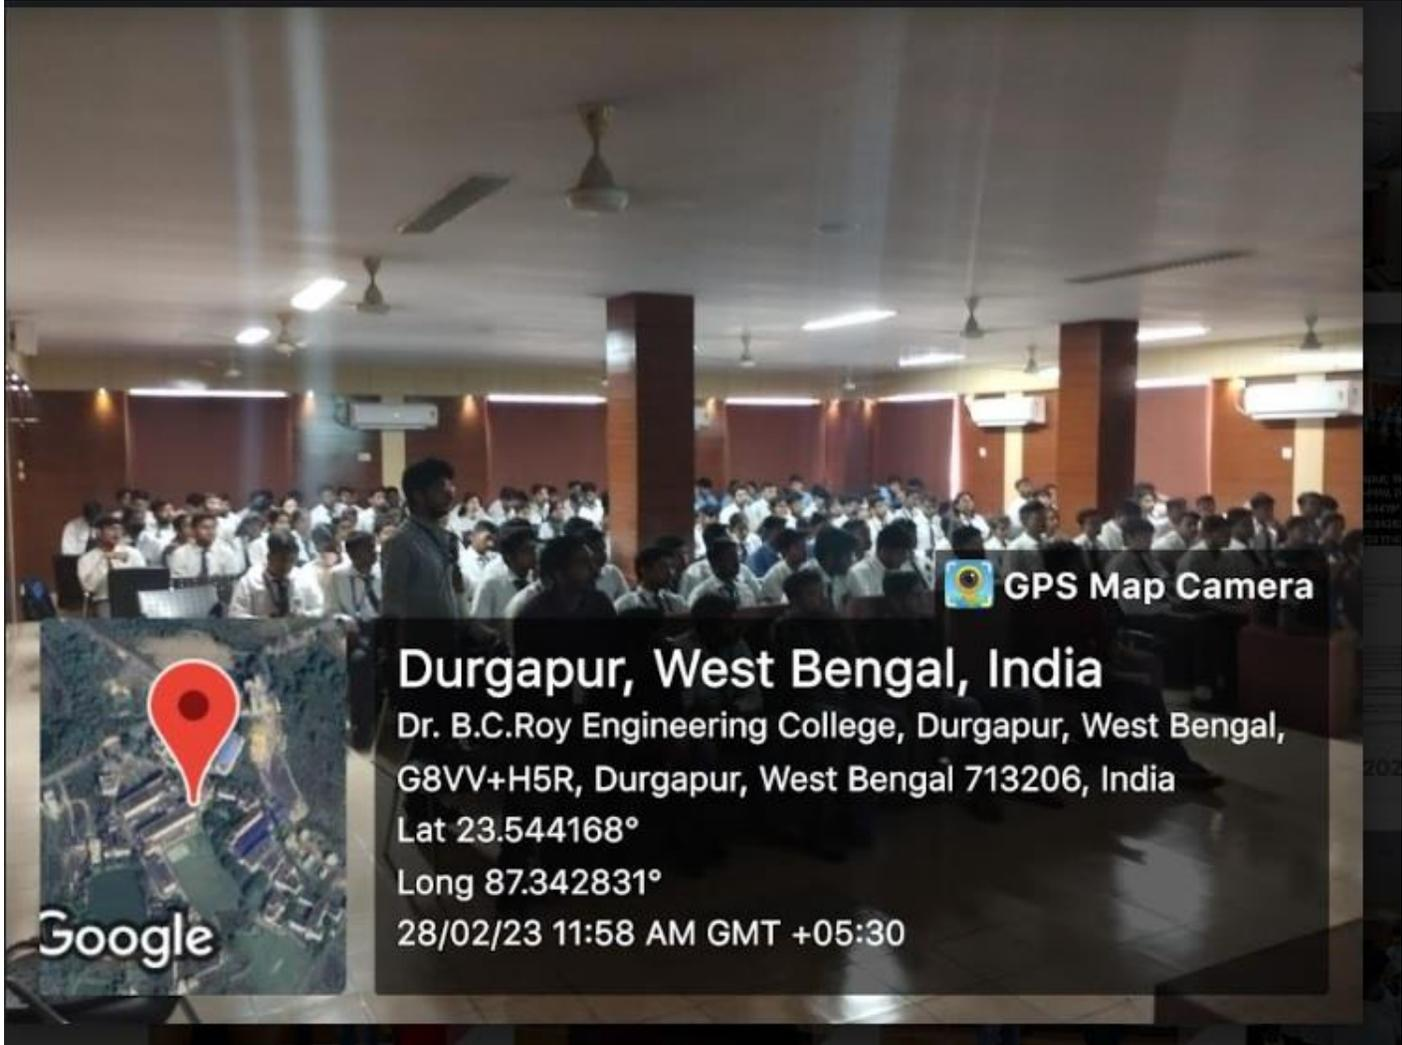 GPS Map Camera
Durgapur, West Bengal, India
Dr. B.C.Roy Engineering College, Durgapur, West Bengal,
G8VV+H5R, Durgapur, West Bengal 713206, India
Lat 23.544168°
Long 87.342831°
28/02/23 11:58 AM GMT +05:30
Google